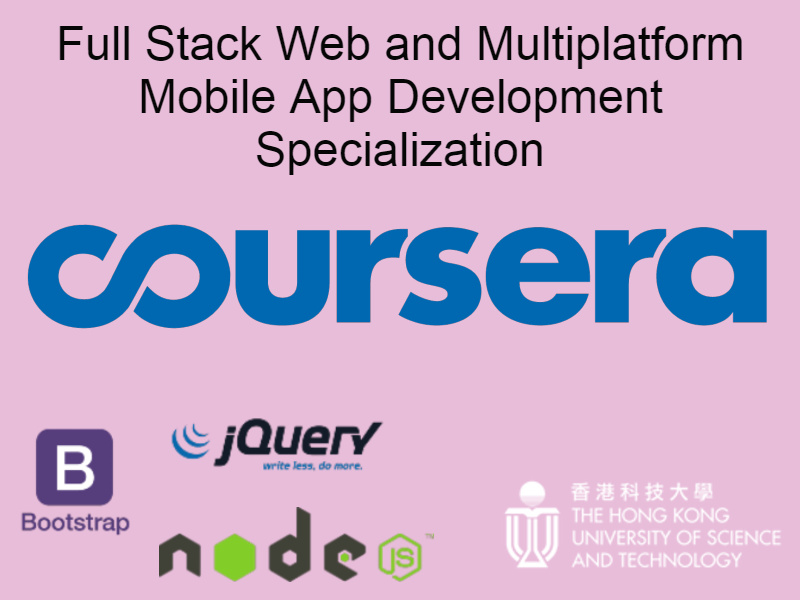 Full Stack Web and Multiplatform
Mobile App Development
Specialization
coursera
B
Bootstrap
jQuery
write less, do more.
node
JS™
香港科技大學
THE HONG KONG
UNIVERSITY OF SCIENCE
AND TECHNOLOGY